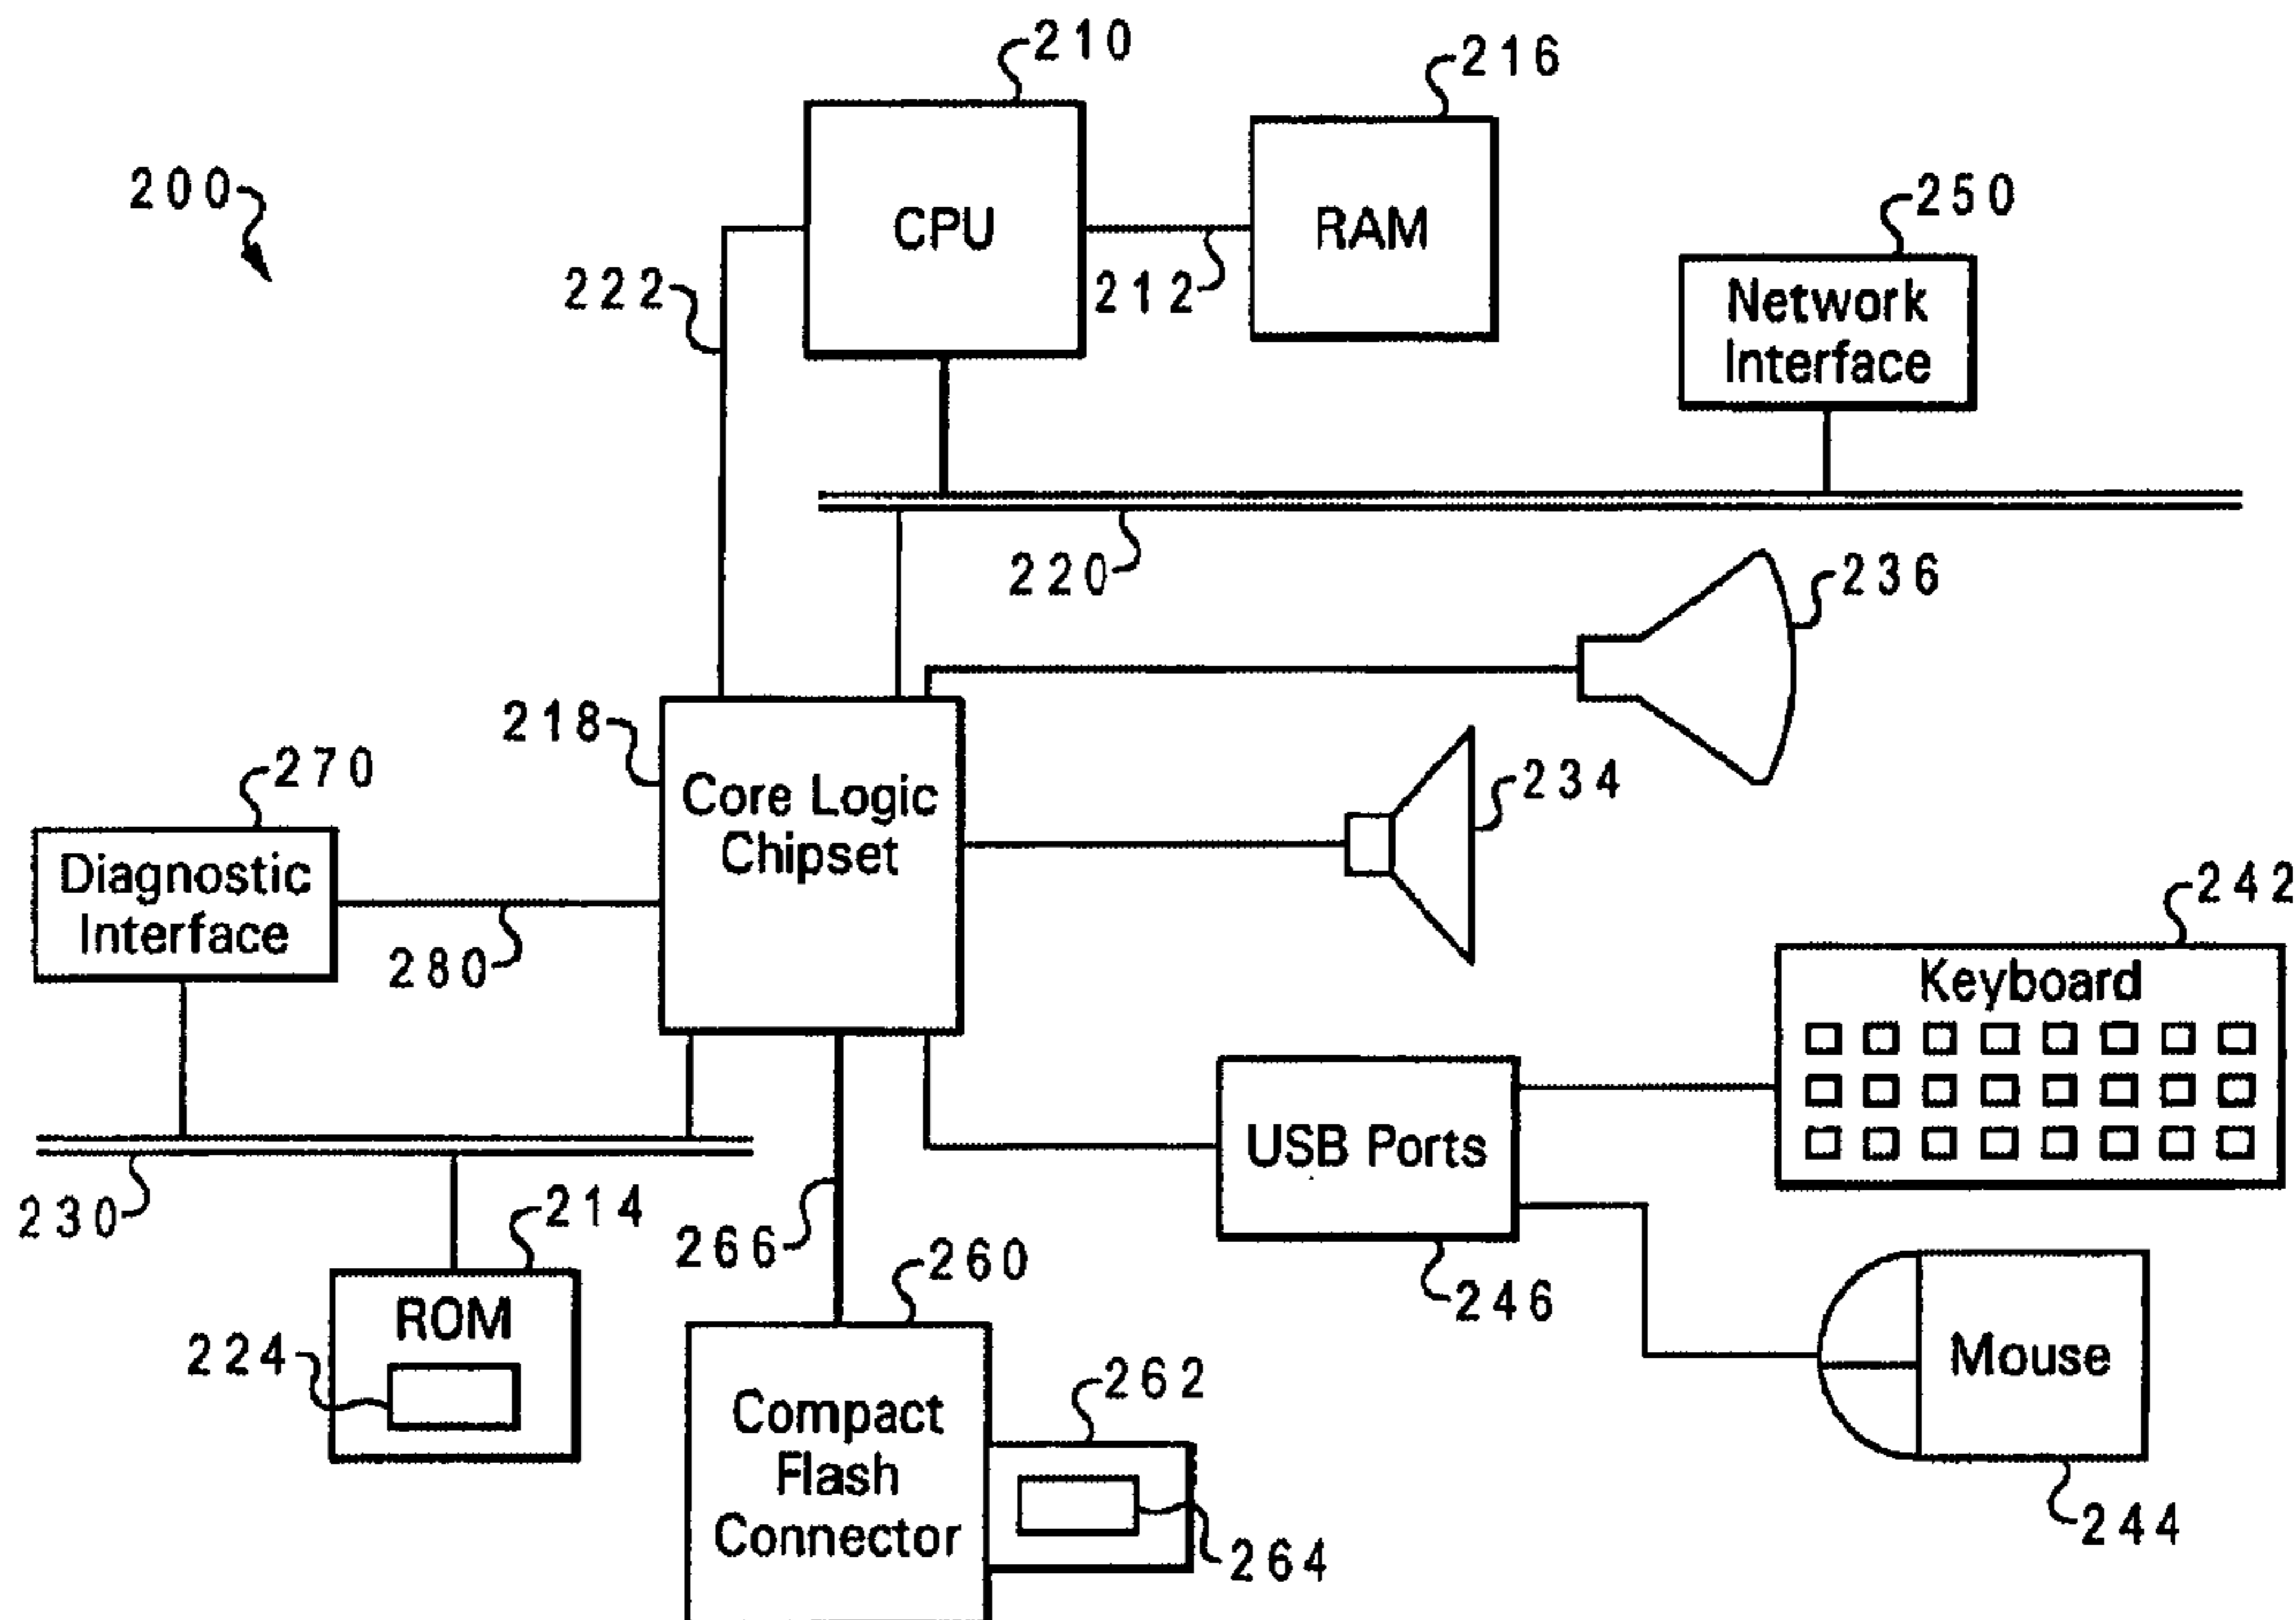 210
216
200
CPU
RAM
250
222
212
Network
Interface
220
236
218
270
Core Logic
Chipset
234
Diagnostic
Interface
280
242
Keyboard
USB Ports
230
214
266
260
246
ROM
224
Compact
Flash
Connector
262
Mouse
264
244